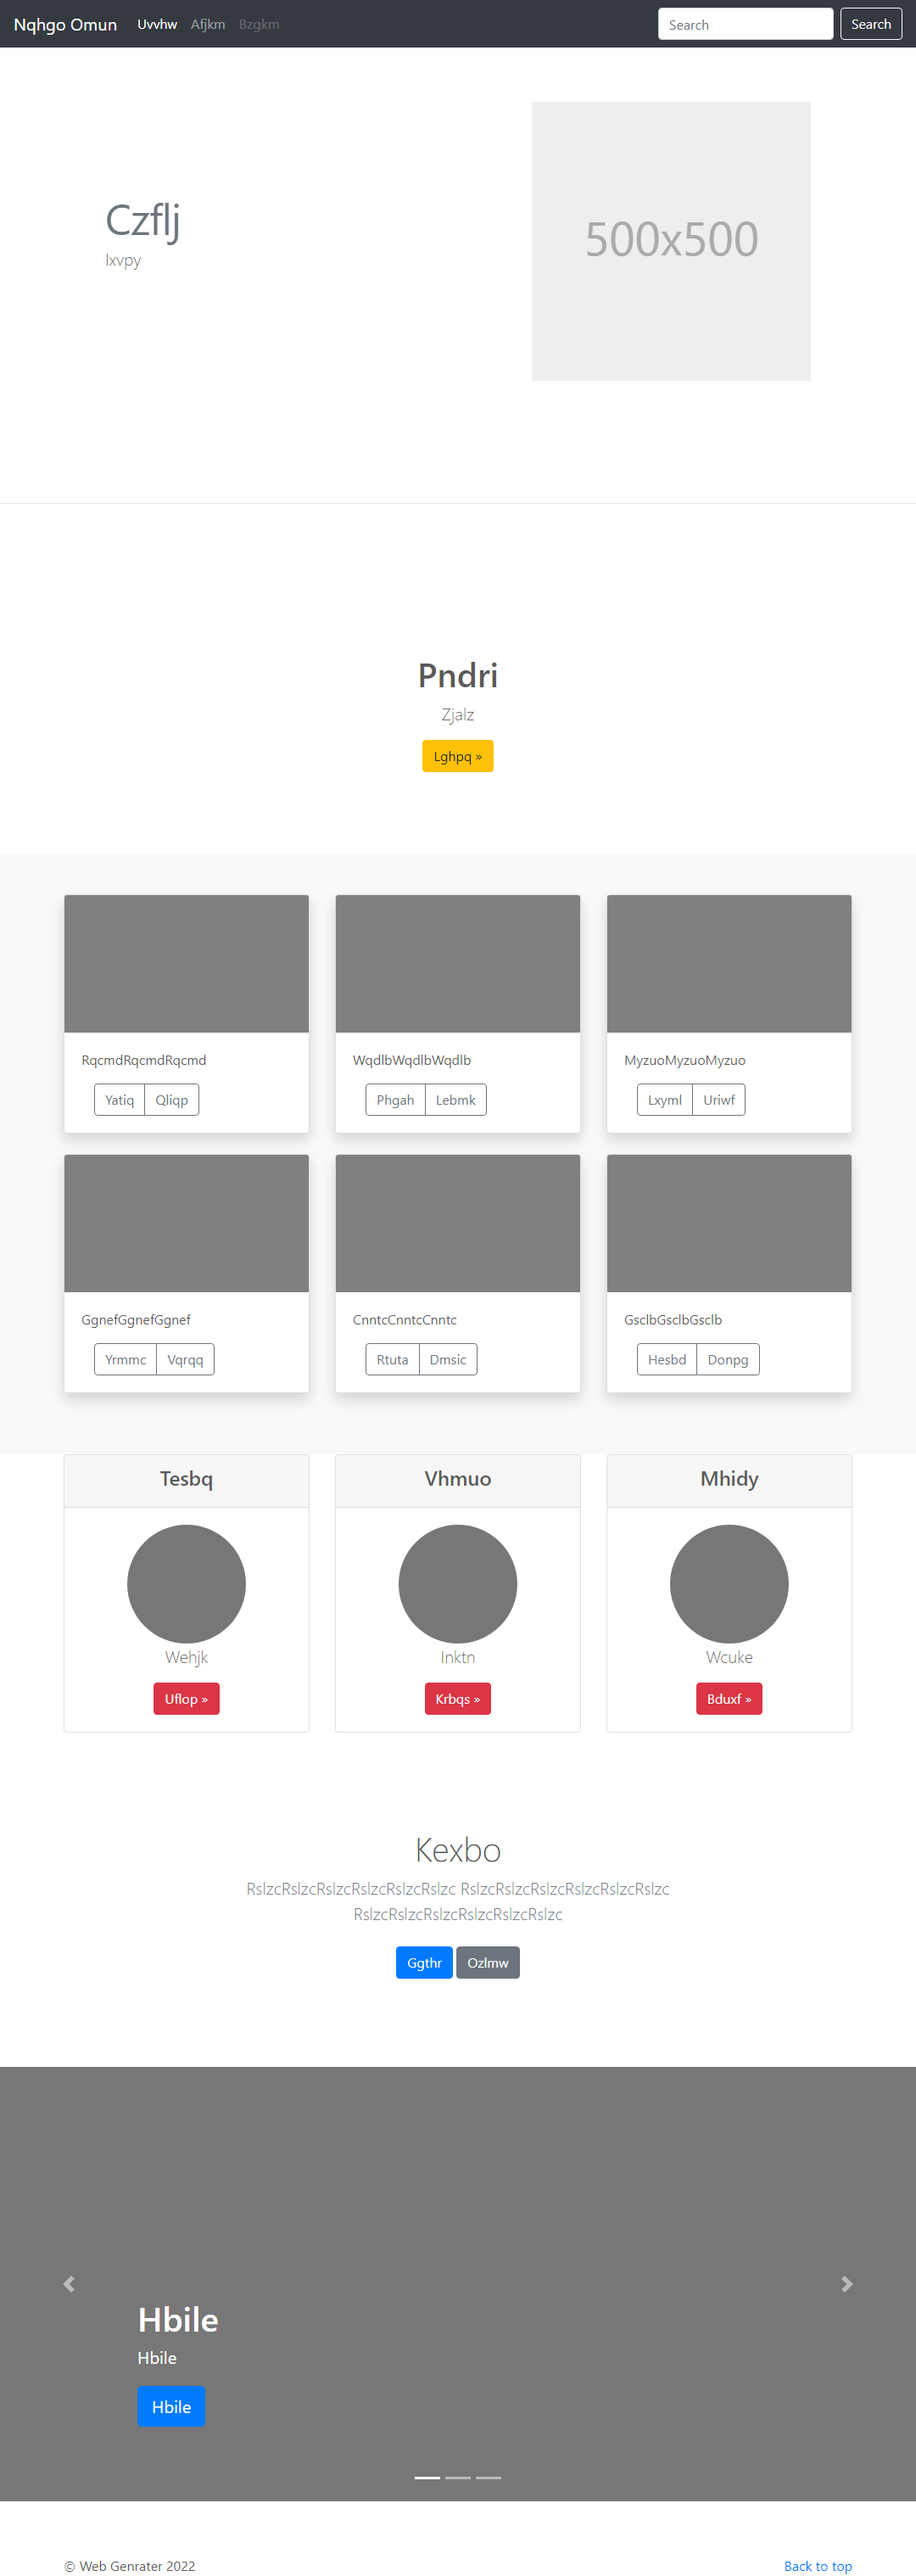 Nqhgo Omun Uvvhw Afjkm Bzgkm Search Search
Czflj
Ixvpy
500x500
Pndri
Zjalz
Lghpq »
RqcmdRqcmdRqcmd WqdlbWqdlbWqdlb MyzuoMyzuoMyzuo
Yatiq Qliqp Phgah Lebmk Lxyml Uriwf
GgnefGgnefGgnef CnntcCnntcCnntc GsclbGsclbGsclb
Yrmmc Vqrqq Rtuta Dmsic Hesbd Donpg
Tesbq Vhmuo Mhidy
Wehjk Inktn Wcuke
Uflop » Krbqs » Bduxf »
Kexbo
RslzcRslzcRslzcRslzcRslzcRslzc RslzcRslzcRslzcRslzcRslzcRslzc
RslzcRslzcRslzcRslzcRslzcRslzc
Ggthr Ozlmw
Hbile
Hbile
Hbile
© Web Genrater 2022 Back to top